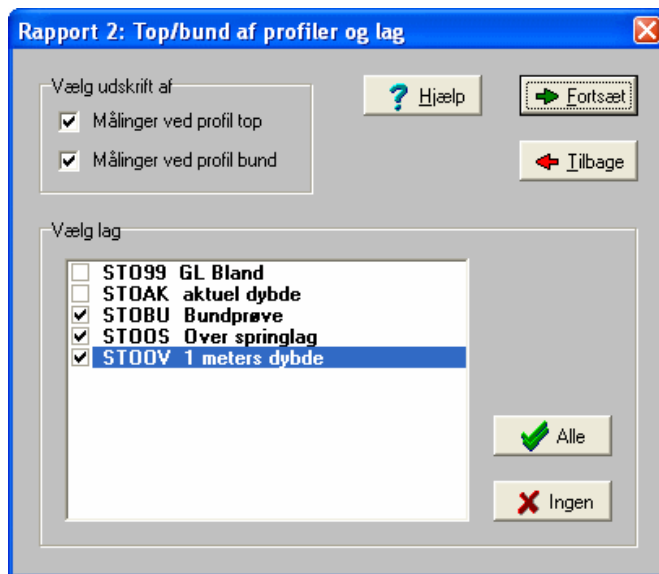 Rapport 2: Top/bund af profiler og lag
Vælg udskrift af
Målinger ved profil top
Målinger ved profil bund
Hjælp
Fortsæt
Tilbage
Vælg lag
STO99 GL Bland
STOAK aktuel dybde
STOBU Bundprøve
STOOS Over springlag
STOOV 1 meters dybde
Alle
Ingen